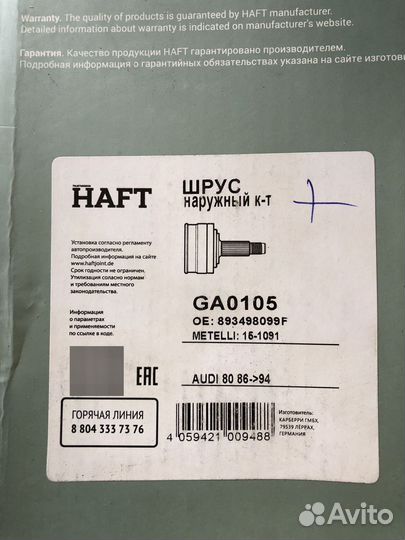 Warranty. The quality of products is guaranteed by HAFT manufacturer.
Detailed information about warranty is indicated on manufacturer's website.
Гарантия. Качество продукции HAFT гарантировано производителем.
Подробная информация о гарантийных обязательствах указана на сайте изготов
HAFT
ШРУС
наружный к-т
Установка согласно регламенту
автопроизводителя.
Подробная информация на сайте
www.haftjoint.de
Срок годности не ограничен.
Утилизация согласно нормам
и требованиям местного
законодательства.
GA0105
OE: 893498099F
METELLI: 15-1091
Информация
о параметрах
и применяемости
по ссылке в коде.
EAC
AUDI 80 86->94
ГОРЯЧАЯ ЛИНИЯ
8 804 333 73 76
4 059421 009488
Изготовитель:
КАРБЕРРИ ГМБХ,
79539 ЛЁРРАХ,
ГЕРМАНИЯ
Avito